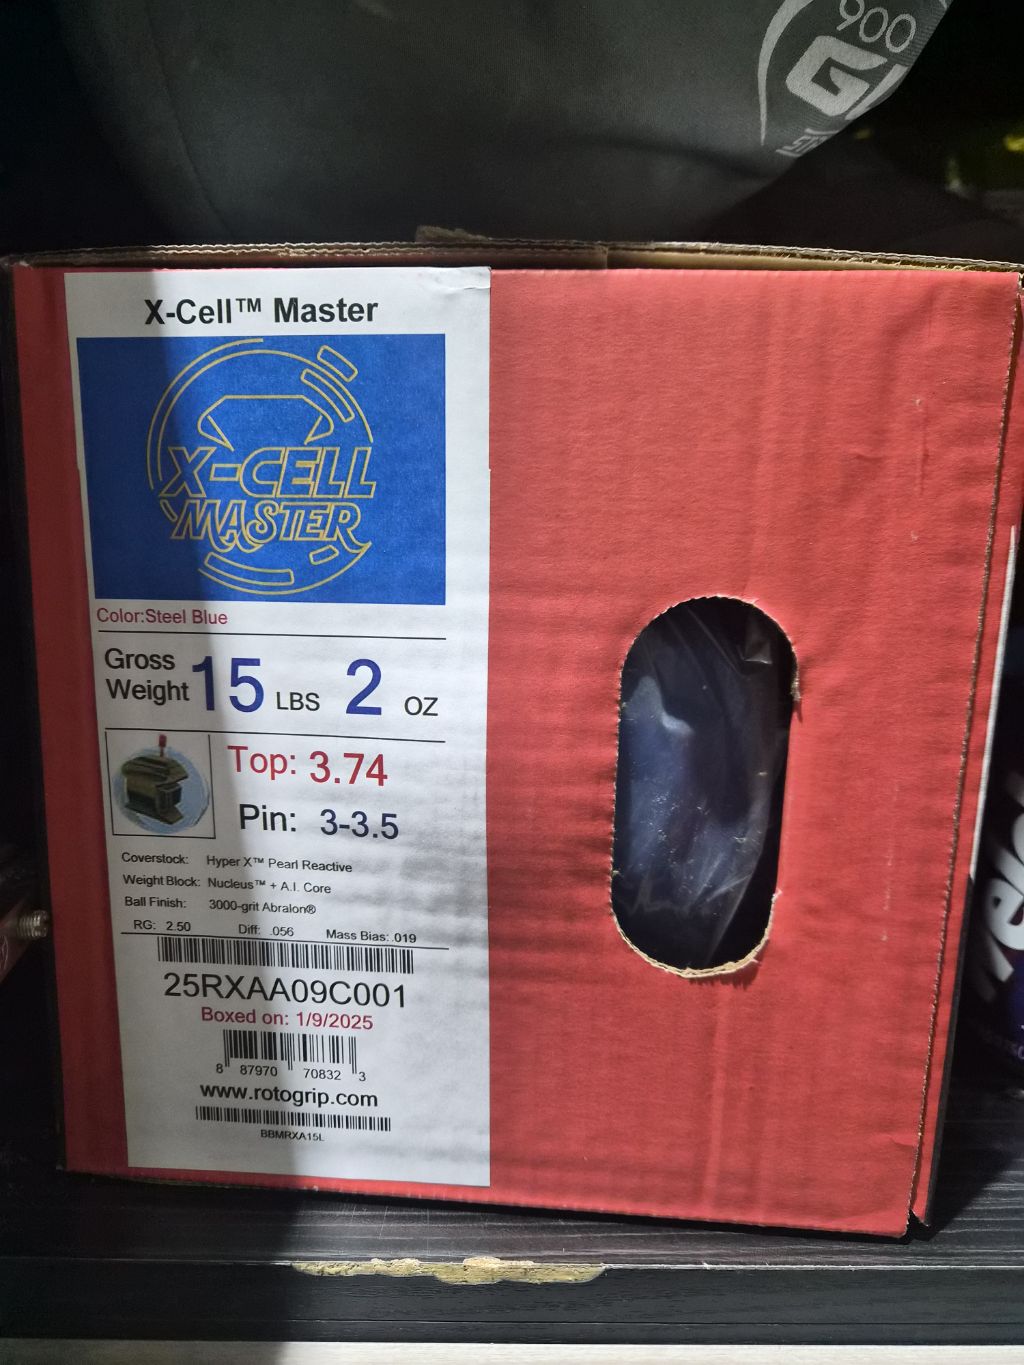 900
X-Cell™ Master
X-CELL
MASTER
Color:Steel Blue
Gross Weight 15 LBS 2 OZ
Top: 3.74
Pin: 3-3.5
Coverstock: Hyper X™ Pearl Reactive
Weight Block: Nucleus™ + A.I. Core
Ball Finish: 3000-grit Abralon®
RG: 2.50 Diff: .056 Mass Bias: .019
25RXAA09C001
Boxed on: 1/9/2025
8 87970 70832 3
www.rotogrip.com
BBMRXA15L